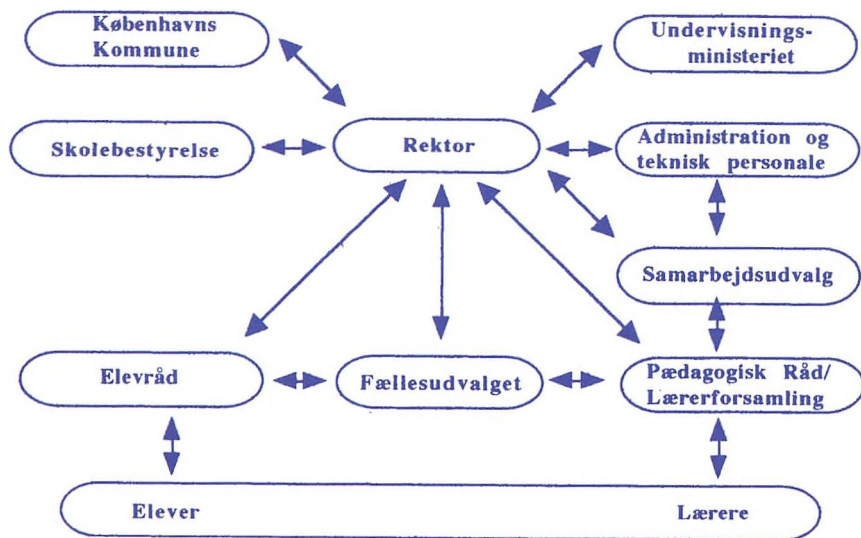 Københavns
Kommune
Undervisnings-
ministeriet
Skolebestyrelse
Rektor
Administration og
teknisk personale
Samarbejdsudvalg
Elevråd
Fællesudvalget
Pædagogisk Råd/
Lærerforsamling
Elever
Lærere